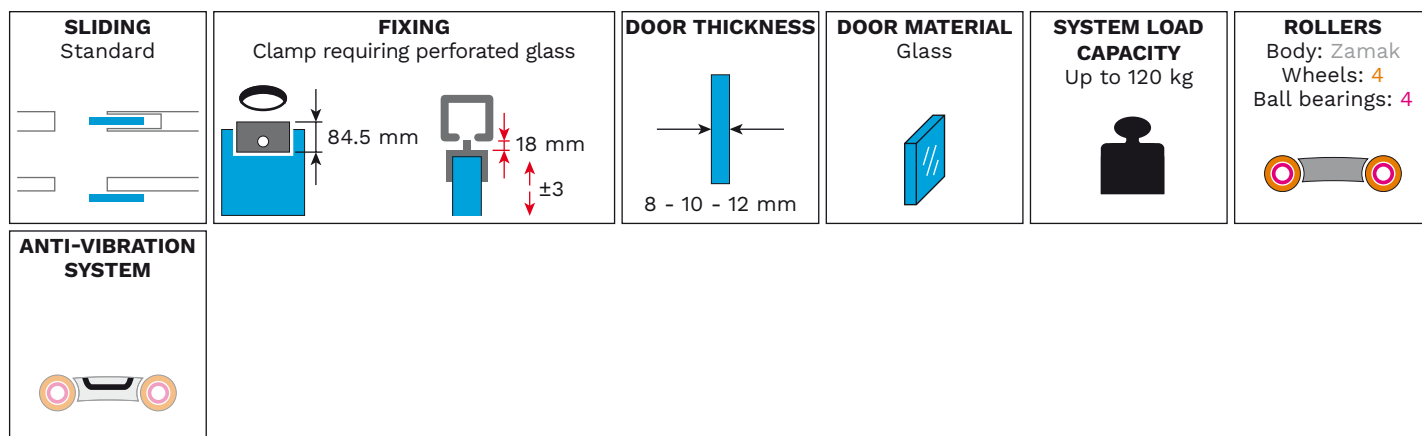 SLIDING
Standard
FIXING
Clamp requiring perforated glass
84.5 mm
18 mm
±3
DOOR THICKNESS
8 - 10 - 12 mm
DOOR MATERIAL
Glass
SYSTEM LOAD
CAPACITY
Up to 120 kg
ROLLERS
Body: Zamak
Wheels: 4
Ball bearings: 4
ANTI-VIBRATION
SYSTEM